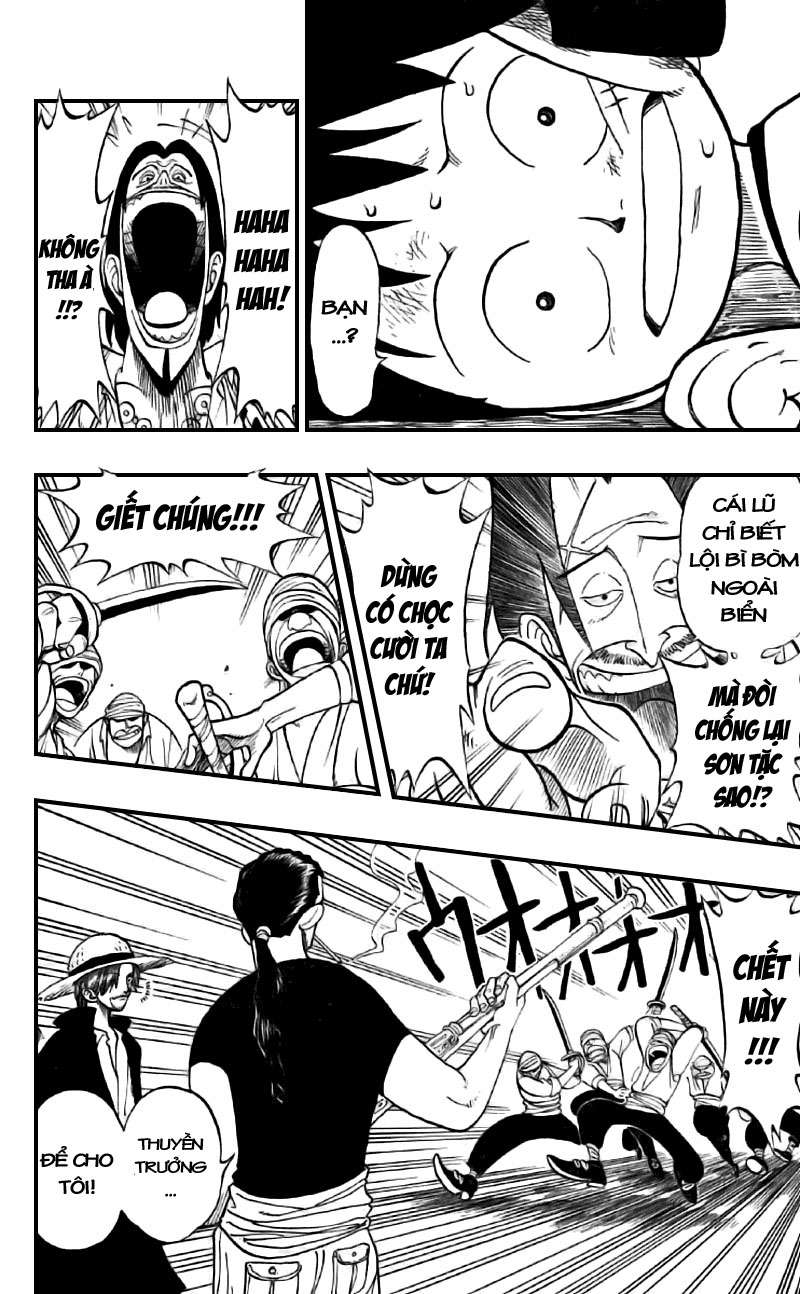 BẠN
...?
HAHA
HAHA
HAH!
KHÔNG
THA À
!!?
CÁI LŨ
CHỈ BIẾT
LỘI BÌ BÕM
NGOÀI
BIỂN
MÀ ĐÒI
CHỐNG LẠI
SƠN TẶC
SAO!?
ĐỪNG
CÓ CHỌC
CƯỜI TA
CHỨ!
GIẾT CHÚNG!!!
ウオオオオ
CHẾT
NÀY
!!!
THUYỀN
TRƯỞNG
...
ĐỂ CHO
TÔI!